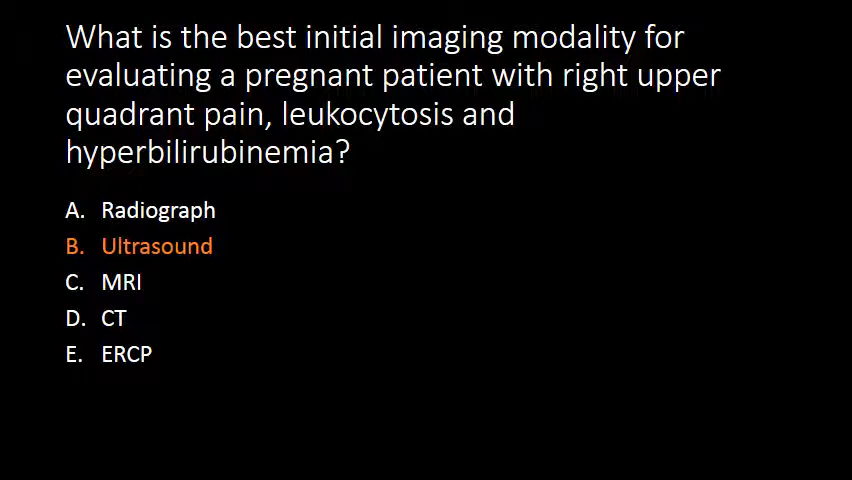 What is the best initial imaging modality for
evaluating a pregnant patient with right upper
quadrant pain, leukocytosis and
hyperbilirubinemia?
A. Radiograph
B. Ultrasound
C. MRI
D. CT
E. ERCP